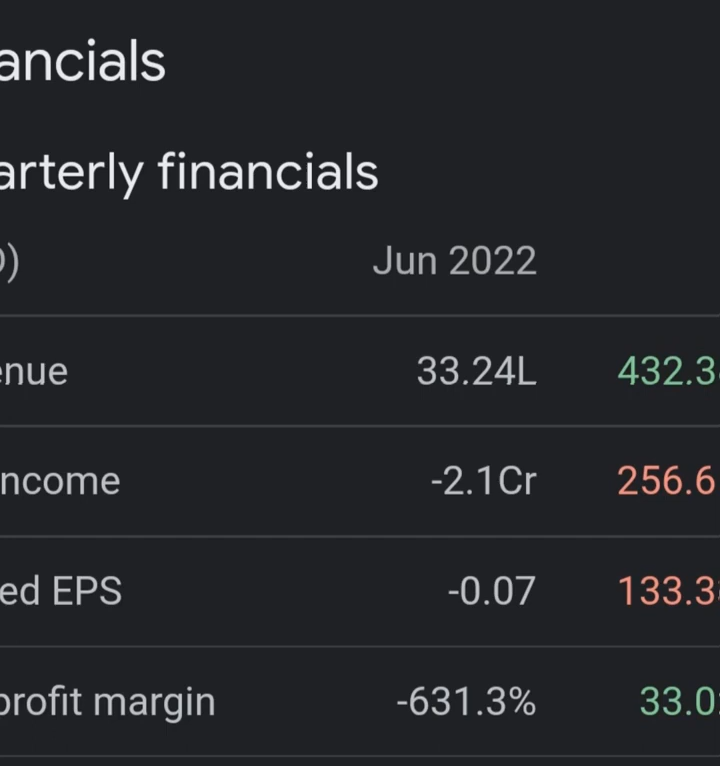 ancials
arterly financials
D) Jun 2022
enue 33.24L 432.3
ncome -2.1Cr 256.6
ed EPS -0.07 133.3
profit margin -631.3% 33.0